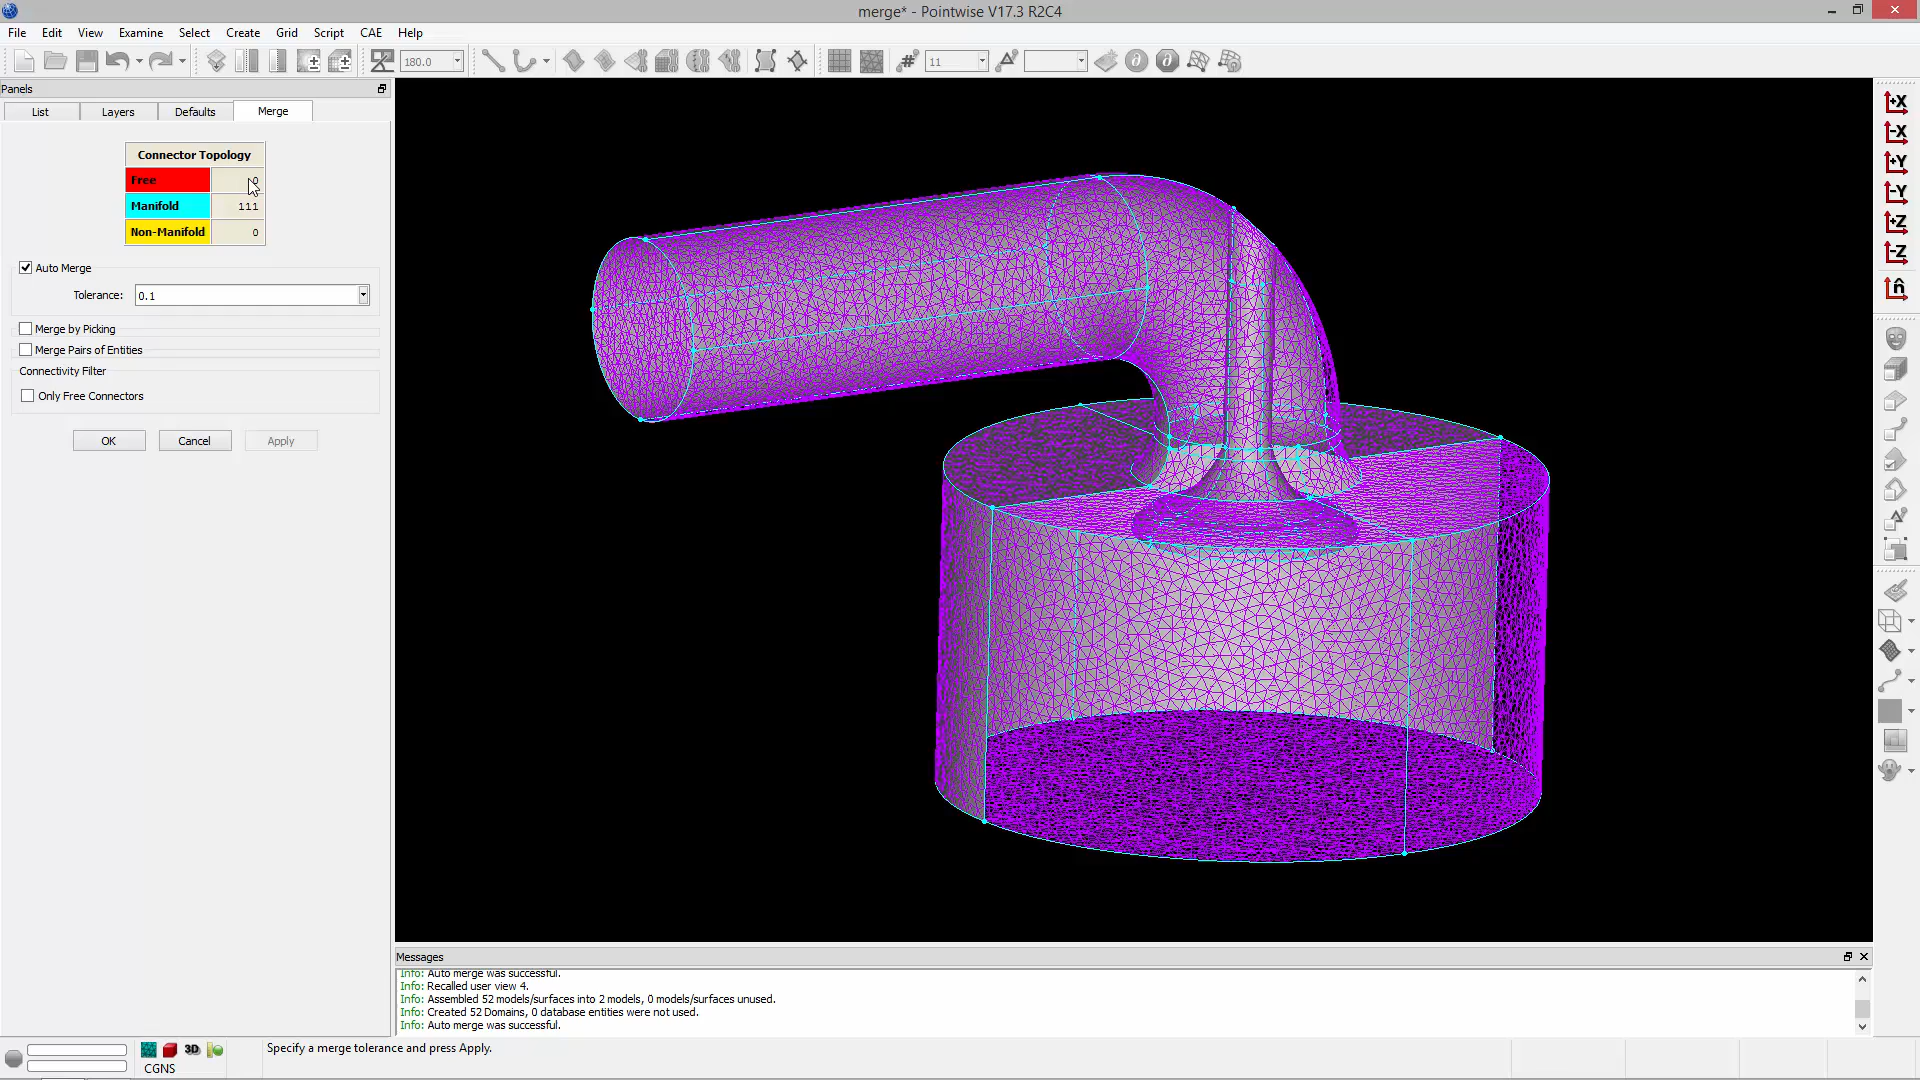 merge* - Pointwise V17.3 R2C4
File Edit View Examine Select Create Grid Script CAE Help
180.0
11
Panels
List Layers Defaults Merge
Connector Topology
Free 0
Manifold 111
Non-Manifold 0
Auto Merge
Tolerance: 0.1
Merge by Picking
Merge Pairs of Entities
Connectivity Filter
Only Free Connectors
OK Cancel Apply
+X
-X
+Y
-Y
+Z
-Z
n̂
Messages
Info: Auto merge was successful.
Info: Recalled user view 4.
Info: Assembled 52 models/surfaces into 2 models, 0 models/surfaces unused.
Info: Created 52 Domains, 0 database entities were not used.
Info: Auto merge was successful.
3D
CGNS
Specify a merge tolerance and press Apply.